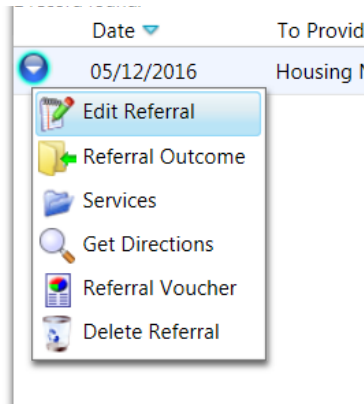 Date To Provid
05/12/2016 Housing
Edit Referral
Referral Outcome
Services
Get Directions
Referral Voucher
Delete Referral